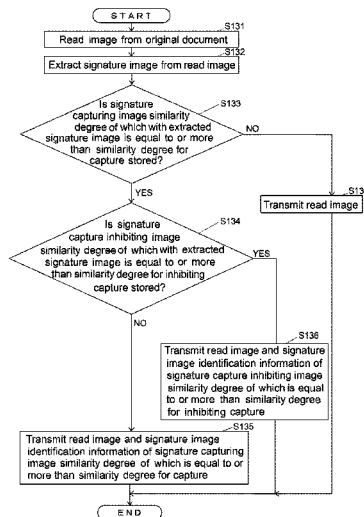 START
S131
Read image from original document
S132
Extract signature image from read image
S133
Is signature
capturing image similarity
degree of which with extracted
signature image is equal to or more
than similarity degree for
capture stored?
NO
YES
S13
Transmit read image
S134
Is signature
capture inhibiting image
similarity degree of which with extracted
signature image is equal to or more
than similarity degree for inhibiting
capture stored?
YES
NO
S136
Transmit read image and signature
image identification information of
signature capture inhibiting image
similarity degree of which is equal to
or more than similarity degree
for inhibiting capture
S135
Transmit read image and signature image
identification information of signature capturing
image similarity degree of which is equal to or
more than similarity degree for capture
END